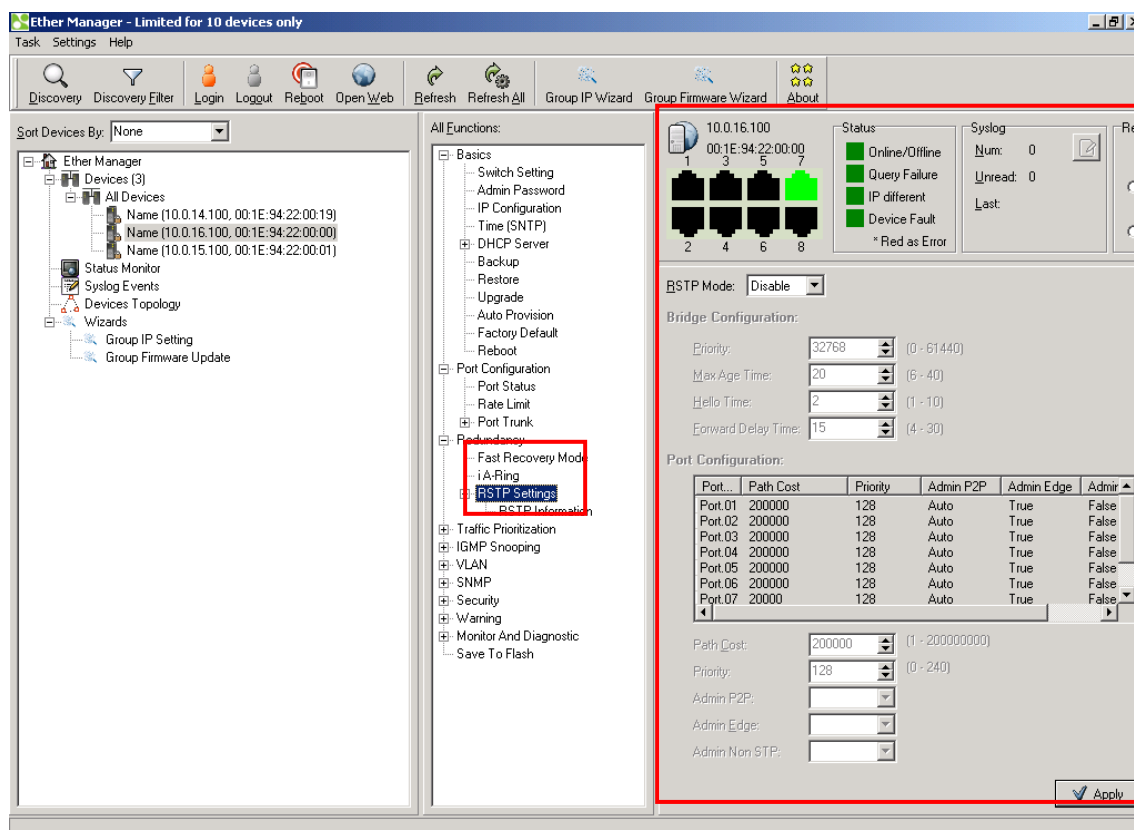 Ether Manager - Limited for 10 devices only
Task Settings Help
Discovery Discovery Filter Login Logout Reboot Open Web Refresh Refresh All Group IP Wizard Group Firmware Wizard About
Sort Devices By: None
Ether Manager
Devices (3)
All Devices
Name (10.0.14.100, 00:1E:94:22:00:19)
Name (10.0.16.100, 00:1E:94:22:00:00)
Name (10.0.15.100, 00:1E:94:22:00:01)
Status Monitor
Syslog Events
Devices Topology
Wizards
Group IP Setting
Group Firmware Update
All Functions:
Basics
Switch Setting
Admin Password
IP Configuration
Time (SNTP)
DHCP Server
Backup
Restore
Upgrade
Auto Provision
Factory Default
Reboot
Port Configuration
Port Status
Rate Limit
Port Trunk
Redundancy
Fast Recovery Mode
iA-Ring
RSTP Settings
RSTP Information
Traffic Prioritization
IGMP Snooping
VLAN
SNMP
Security
Warning
Monitor And Diagnostic
Save To Flash
10.0.16.100
00:1E:94:22:00:00
1 3 5 7
2 4 6 8
Status
Online/Offline
Query Failure
IP different
Device Fault
* Red as Error
Syslog
Num: 0
Unread: 0
Last:
Re
RSTP Mode: Disable
Bridge Configuration:
Priority: 32768 (0 - 61440)
Max Age Time: 20 (6 - 40)
Hello Time: 2 (1 - 10)
Forward Delay Time: 15 (4 - 30)
Port Configuration:
Port... Path Cost Priority Admin P2P Admin Edge Admir
Port.01 200000 128 Auto True False
Port.02 200000 128 Auto True False
Port.03 200000 128 Auto True False
Port.04 200000 128 Auto True False
Port.05 200000 128 Auto True False
Port.06 200000 128 Auto True False
Port.07 20000 128 Auto True False
Path Cost: 200000 (1 - 200000000)
Priority: 128 (0 - 240)
Admin P2P:
Admin Edge:
Admin Non STP:
Apply